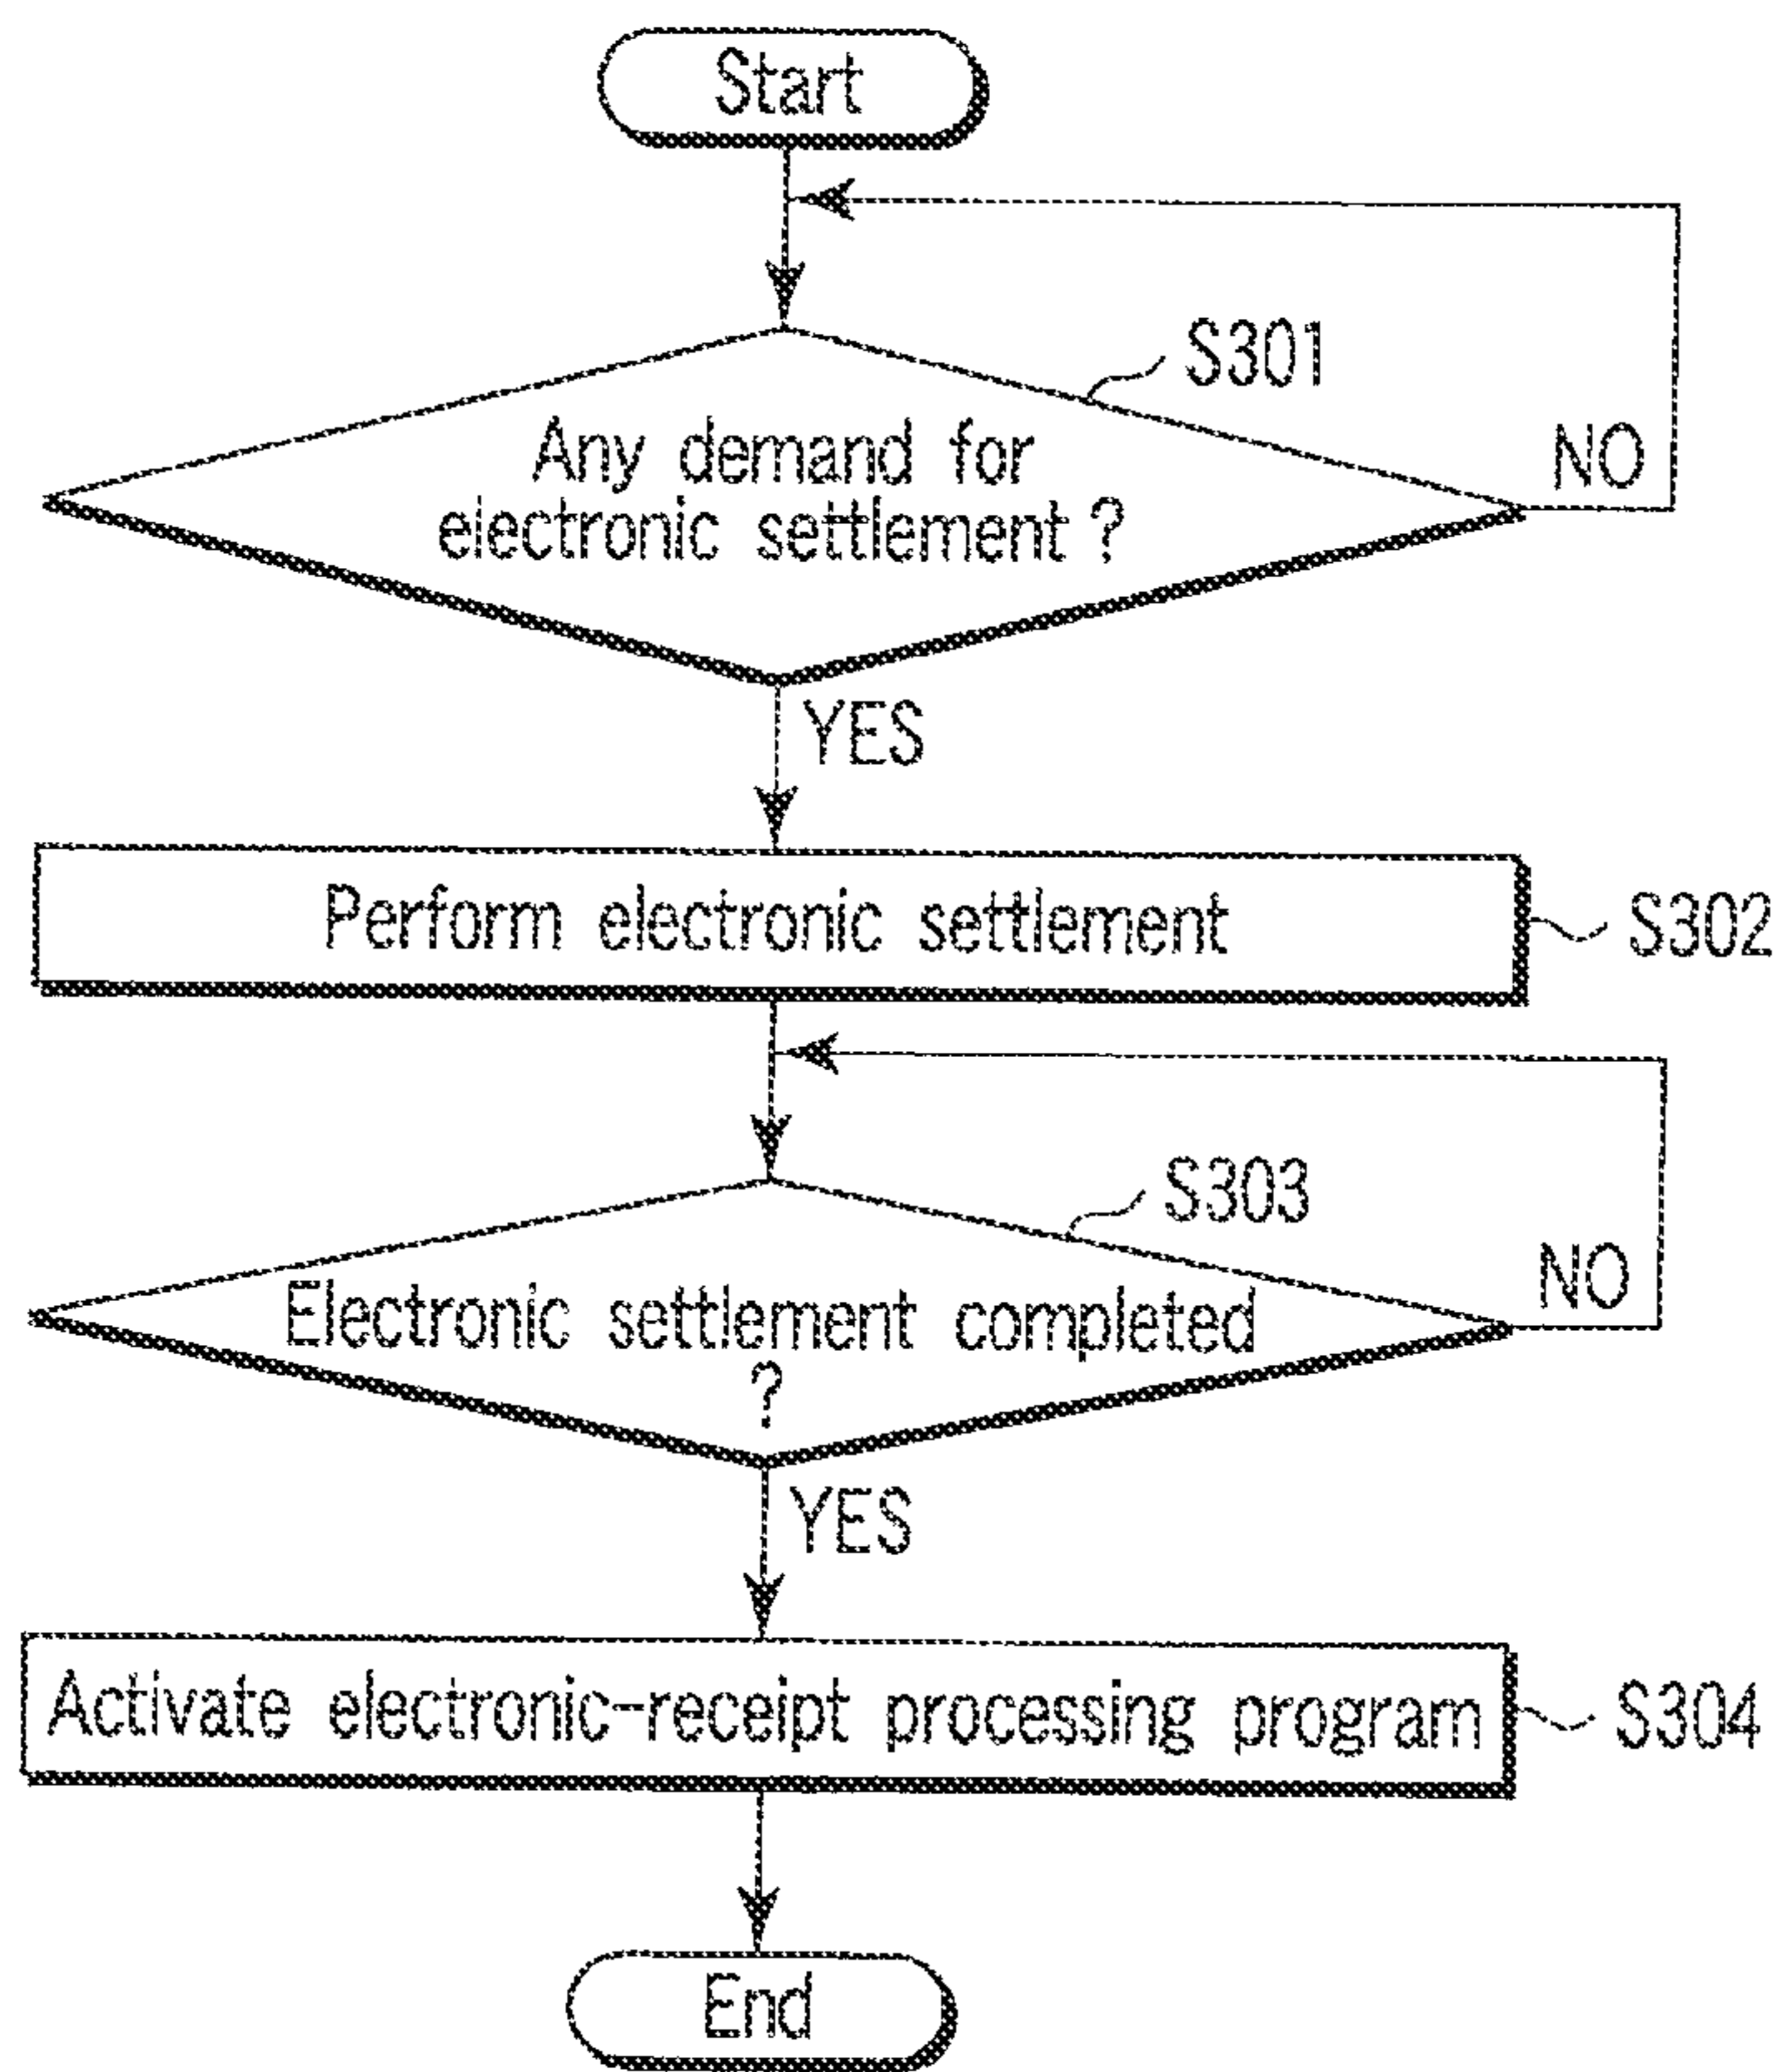 Start
S301
Any demand for
electronic settlement ?
NO
YES
Perform electronic settlement
S302
S303
Electronic settlement completed
?
NO
YES
Activate electronic-receipt processing program
S304
End